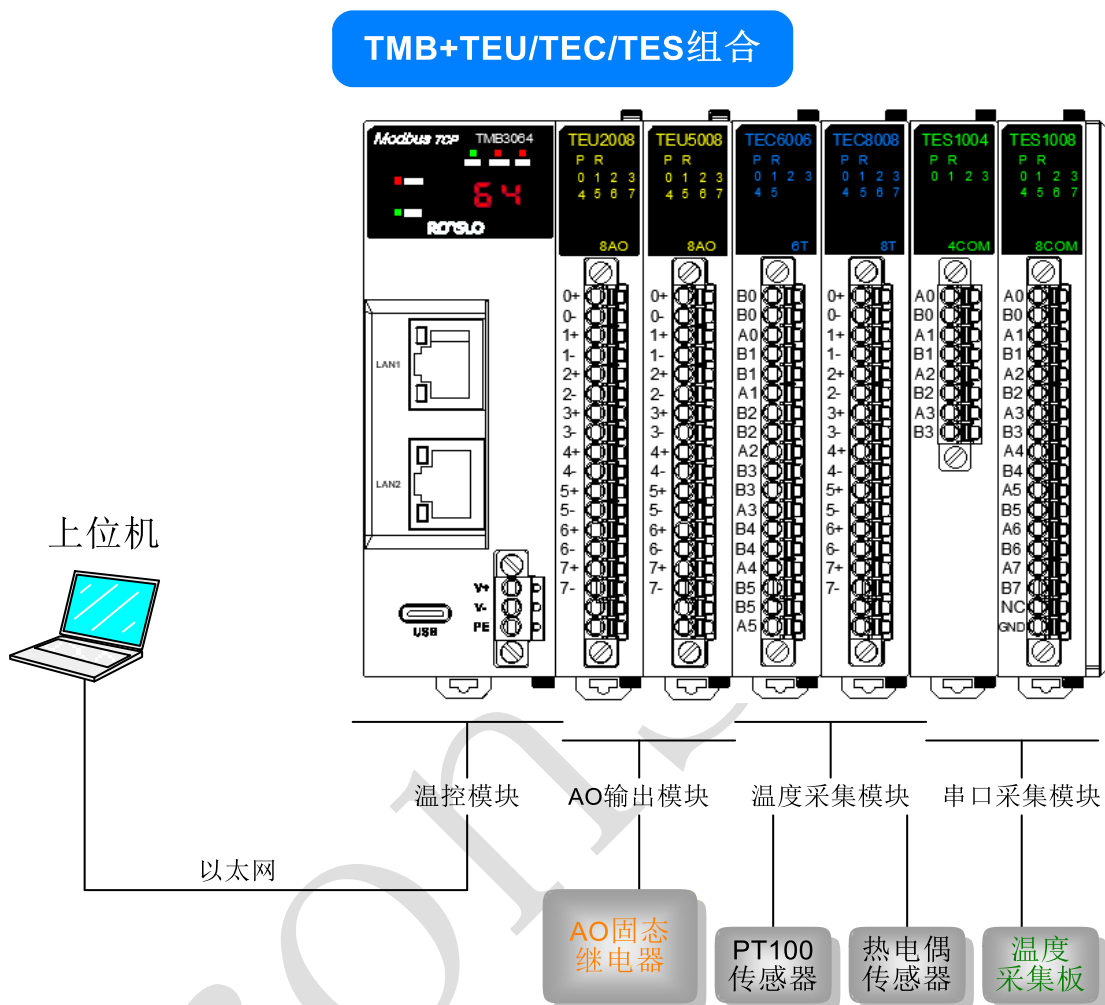 TMB+TEU/TEC/TES组合
Modbus TCP TMB3064
64
RONSLO
LAN1
LAN2
USB
V+
V-
PE
TEU2008
P R
0 1 2 3
4 5 6 7
8AO
0+
0-
1+
1-
2+
2-
3+
3-
4+
4-
5+
5-
6+
6-
7+
7-
TEU5008
P R
0 1 2 3
4 5 6 7
8AO
0+
0-
1+
1-
2+
2-
3+
3-
4+
4-
5+
5-
6+
6-
7+
7-
TEC6006
P R
0 1 2 3
4 5
6T
B0
B0
A0
B1
B1
A1
B2
B2
A2
B3
B3
A3
B4
B4
A4
B5
B5
A5
TEC8008
P R
0 1 2 3
4 5 6 7
8T
0+
0-
1+
1-
2+
2-
3+
3-
4+
4-
5+
5-
6+
6-
7+
7-
TES1004
P R
0 1 2 3
4COM
A0
B0
A1
B1
A2
B2
A3
B3
TES1008
P R
0 1 2 3
4 5 6 7
8COM
A0
B0
A1
B1
A2
B2
A3
B3
A4
B4
A5
B5
A6
B6
A7
B7
NC
GND
上位机
温控模块
AO输出模块
温度采集模块
串口采集模块
以太网
AO固态
继电器
PT100
传感器
热电偶
传感器
温度
采集板